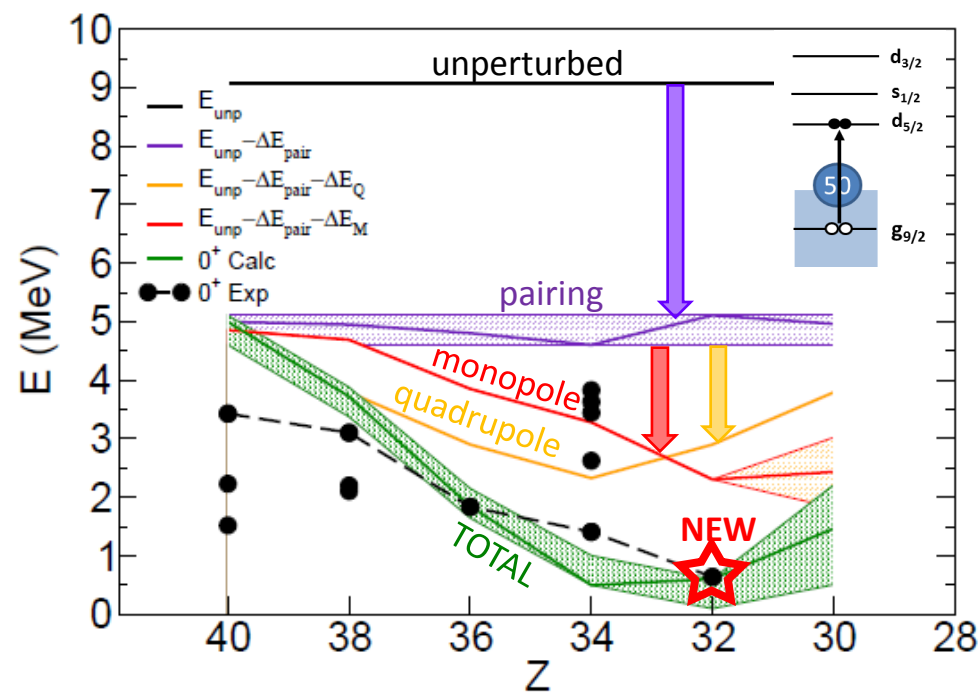 10
9
8
7
6
5
4
3
2
1
0
E (MeV)
unperturbed
E_unp
E_unp−ΔE_pair
E_unp−ΔE_pair−ΔE_Q
E_unp−ΔE_pair−ΔE_M
0⁺ Calc
0⁺ Exp
d3/2
s1/2
d5/2
50
g9/2
pairing
monopole
quadrupole
TOTAL
NEW
40 38 36 34 32 30 28
Z